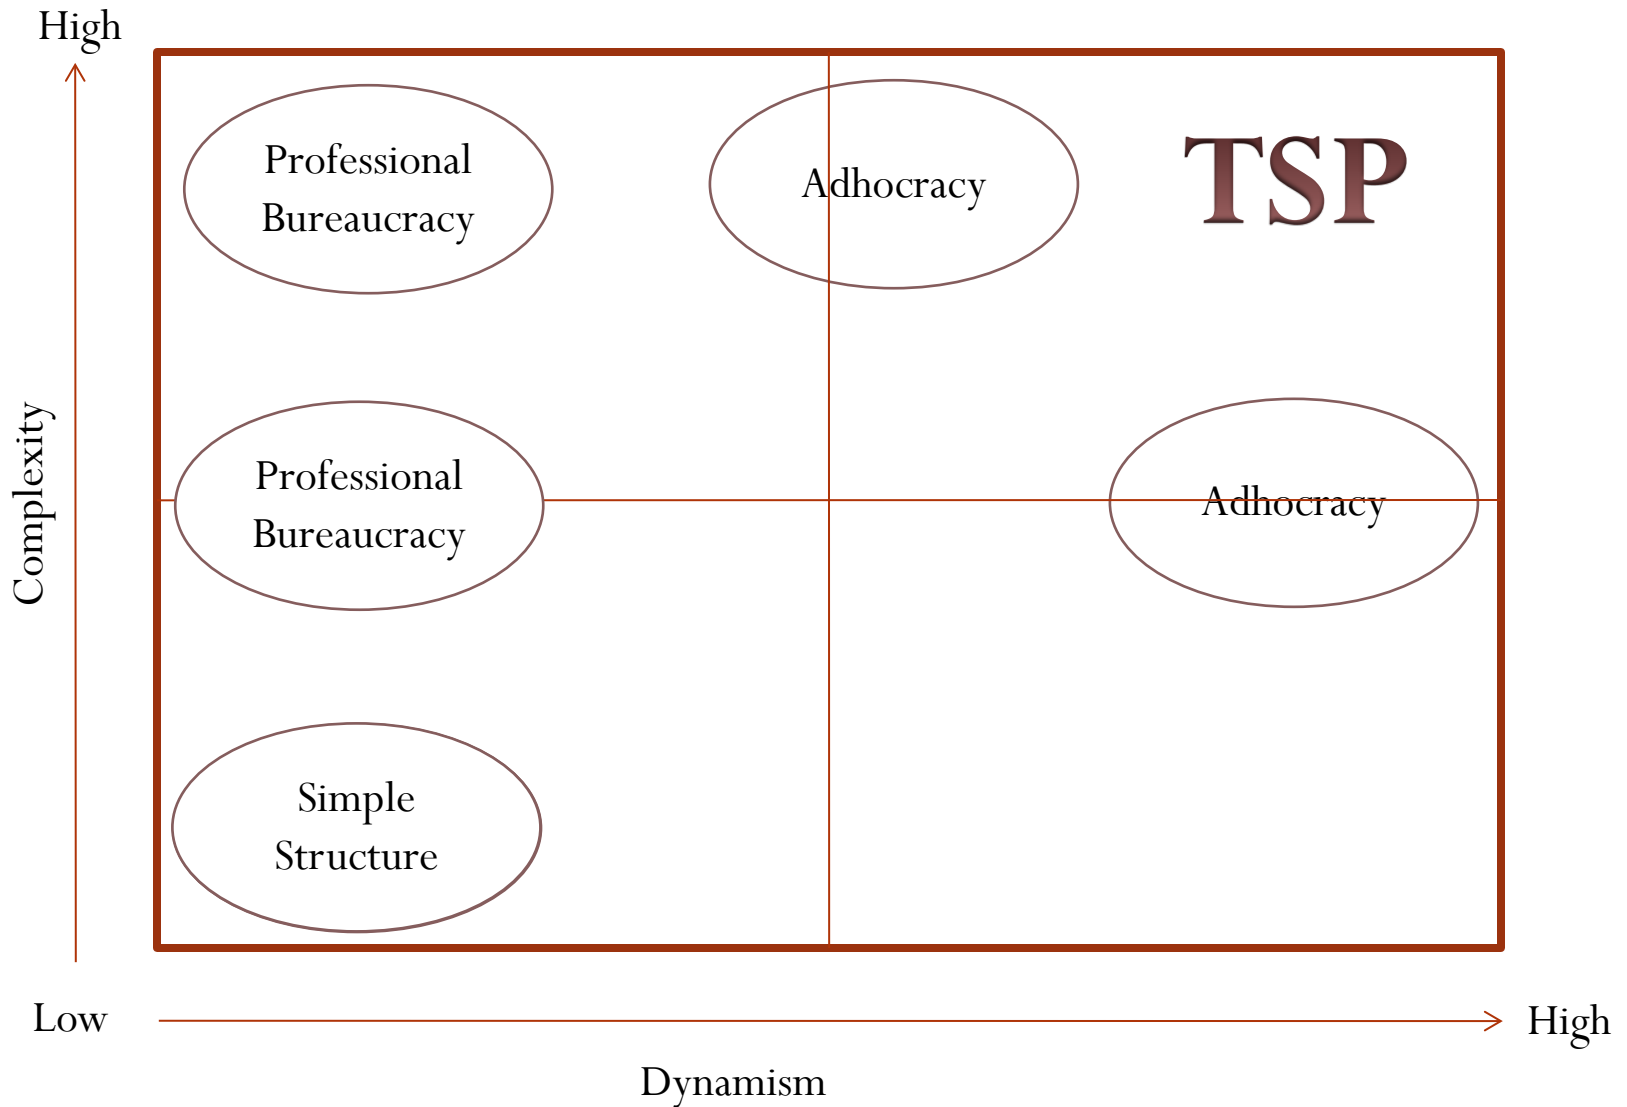 High
Professional
Bureaucracy
Adhocracy
TSP
Complexity
Professional
Bureaucracy
Adhocracy
Simple
Structure
Low
High
Dynamism